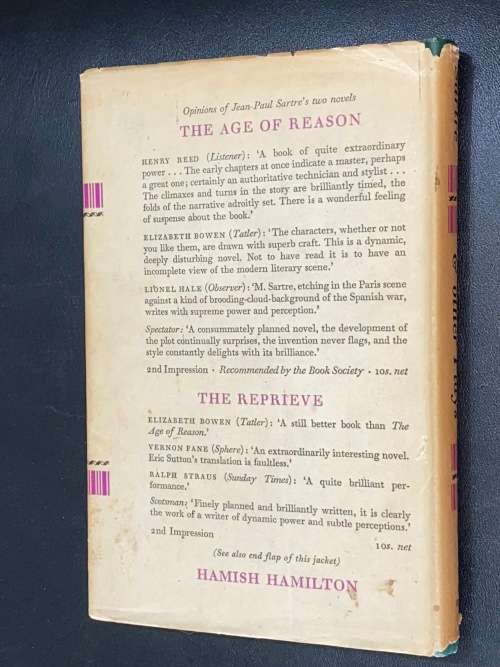 Opinions of Jean-Paul Sartre's two novels
THE AGE OF REASON
HENRY REED (Listener): 'A book of quite extraordinary
power . . . The early chapters at once indicate a master, perhaps
a great one; certainly an authoritative technician and stylist . . .
The climaxes and turns in the story are brilliantly timed, the
folds of the narrative adroitly set. There is a wonderful feeling
of suspense about the book.'
ELIZABETH BOWEN (Tatler): 'The characters, whether or not
you like them, are drawn with superb craft. This is a dynamic,
deeply disturbing novel. Not to have read it is to have an
incomplete view of the modern literary scene.'
LIONEL HALE (Observer): 'M. Sartre, etching in the Paris scene
against a kind of brooding-cloud-background of the Spanish war,
writes with supreme power and perception.'
Spectator: 'A consummately planned novel, the development of
the plot continually surprises, the invention never flags, and the
style constantly delights with its brilliance.'
2nd Impression · Recommended by the Book Society · 10s. net
THE REPRIEVE
ELIZABETH BOWEN (Tatler): 'A still better book than The
Age of Reason.'
VERNON FANE (Sphere): 'An extraordinarily interesting novel.
Eric Sutton's translation is faultless.'
RALPH STRAUS (Sunday Times): 'A quite brilliant per-
formance.'
Scotsman: 'Finely planned and brilliantly written, it is clearly
the work of a writer of dynamic power and subtle perceptions.'
2nd Impression 10s. net
(See also end flap of this jacket)
HAMISH HAMILTON